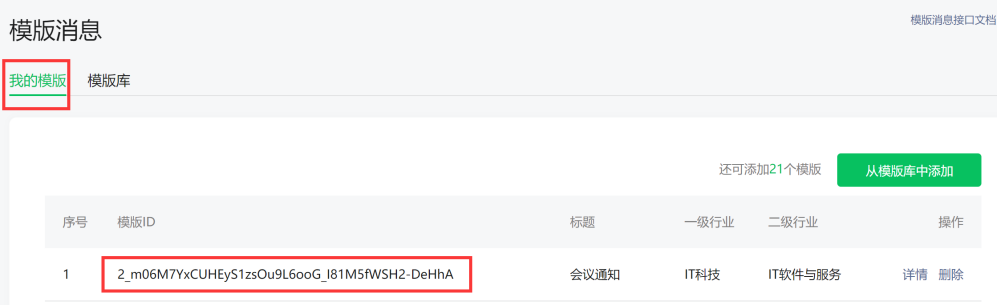 模版消息
模版消息接口文档
我的模版 模版库
还可添加21个模版 从模版库中添加
序号 模版ID 标题 一级行业 二级行业 操作
1 2_m06M7YxCUHEyS1zsOu9L6ooG_l81M5fWSH2-DeHhA 会议通知 IT科技 IT软件与服务 详情 删除